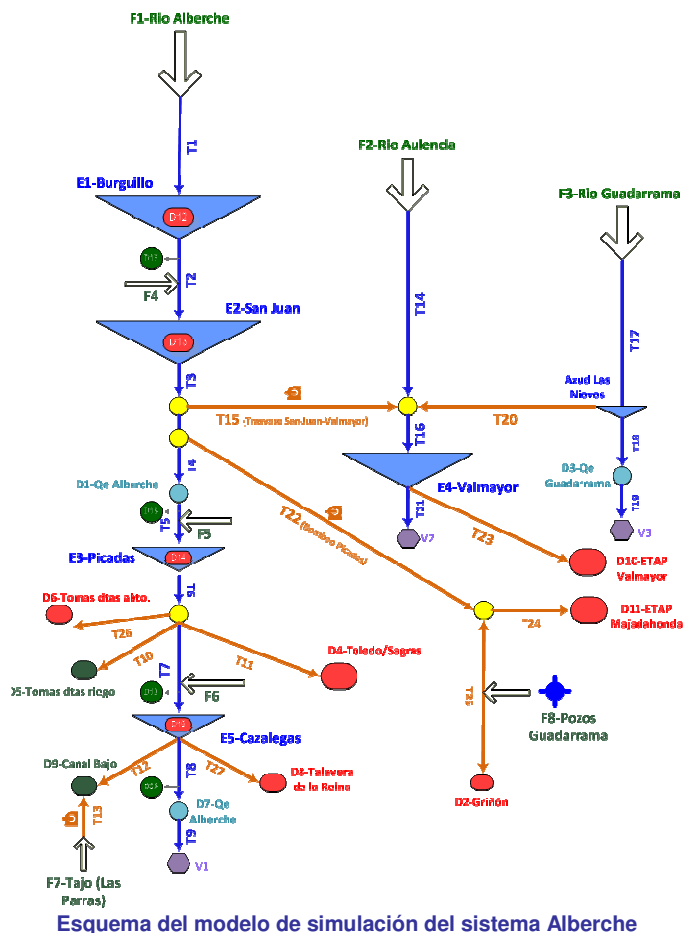 F1-Rio Alberche
T1
E1-Burguillo
D12
T2
F4
E2-San Juan
T3
F2-Rio Aulencia
F3-Rio Guadarrama
T14
T17
Azud Las
Nieves
T15 (Trasvase SanJuan-Valmayor)
T20
T16
T18
T4
D1-Qe Alberche
T5
F5
E4-Valmayor
D3-Qe
Guadarrama
T19
V3
T21
V2
T22 (Bombeo Picadas)
T23
D10-ETAP
Valmayor
E3-Picadas
D14
T6
D6-Tomas dtas abto.
T26
T10
T7
T11
D4-Toledo/Sagras
D5-Tomas dtas riego
F6
D11-ETAP
Majadahonda
T24
T25
F8-Pozos
Guadarrama
D2-Griñón
E5-Cazalegas
D9-Canal Bajo
T12
T8
T27
D8-Talavera
de la Reina
D7-Qe
Alberche
T13
T9
V1
F7-Tajo (Las
Parras)
Esquema del modelo de simulación del sistema Alberche